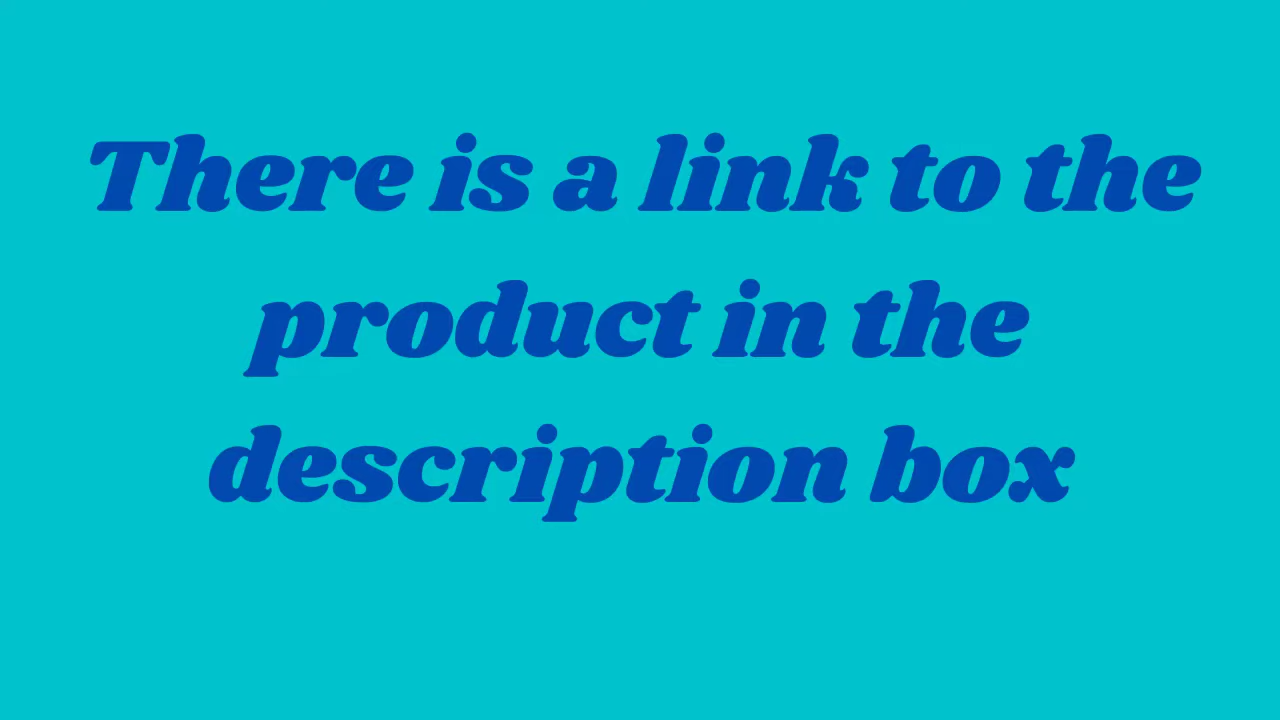 There is a link to the
product in the
description box